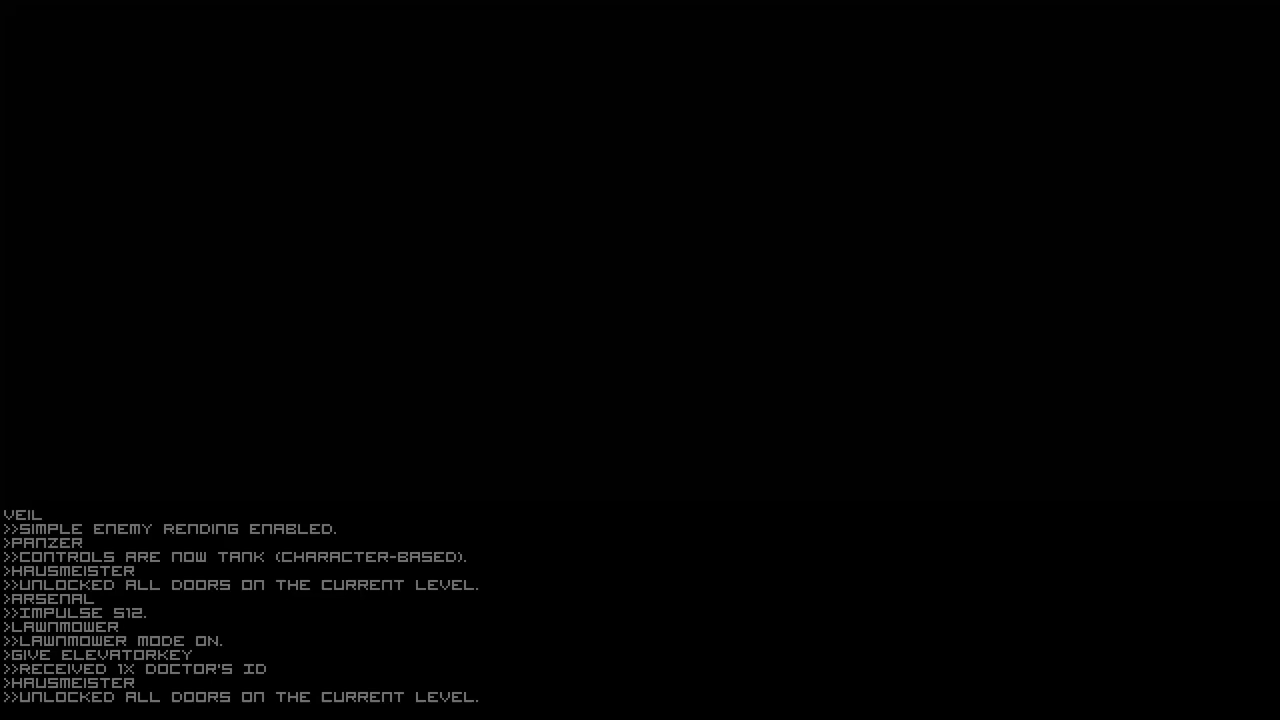 VEIL
>>SIMPLE ENEMY RENDING ENABLED.
>PANZER
>>CONTROLS ARE NOW TANK (CHARACTER-BASED).
>HAUSMEISTER
>>UNLOCKED ALL DOORS ON THE CURRENT LEVEL.
>ARSENAL
>>IMPULSE 512.
>LAWNMOWER
>>LAWNMOWER MODE ON.
>GIVE ELEVATORKEY
>>RECEIVED 1X DOCTOR'S ID
>HAUSMEISTER
>>UNLOCKED ALL DOORS ON THE CURRENT LEVEL.